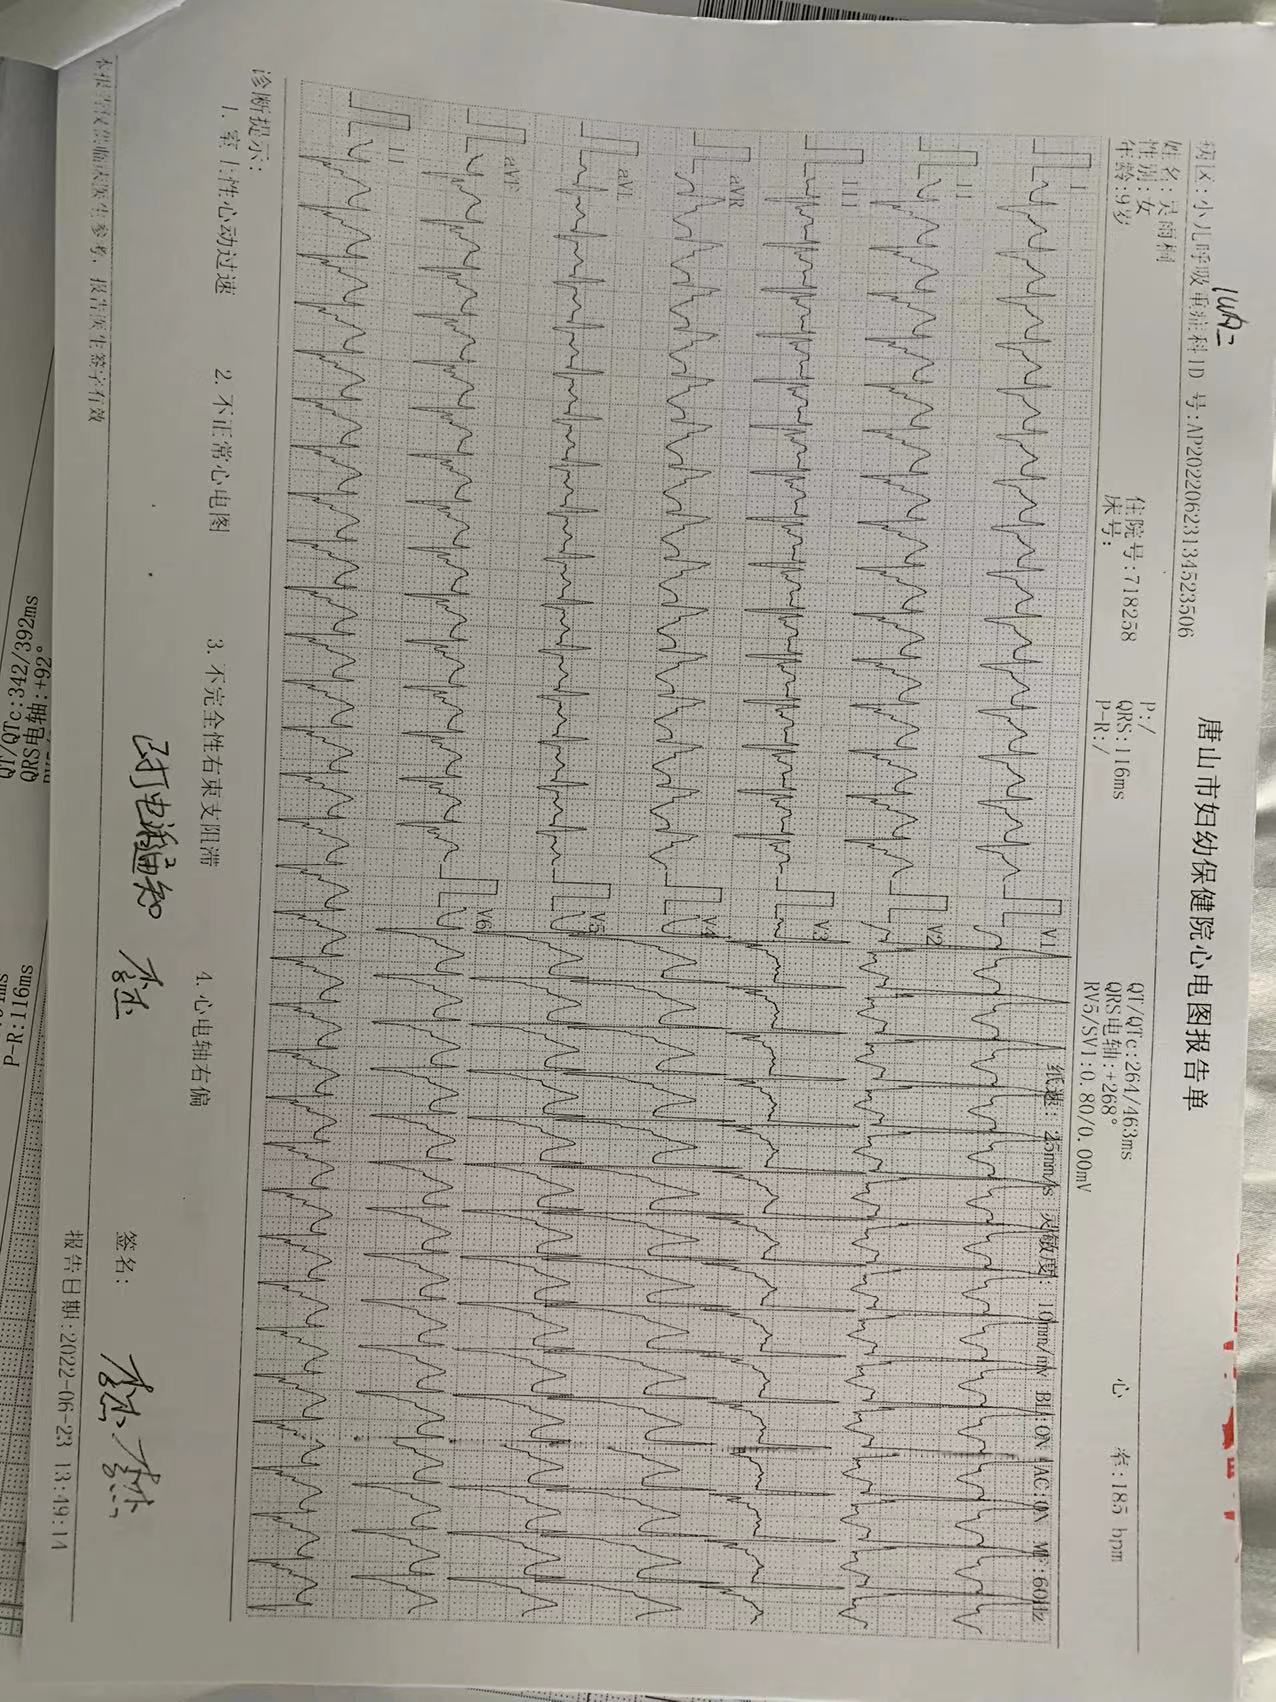 唐山市妇幼保健院心电图报告单
病区:小儿呼吸重症科 ID 号:AP20220623134523506
姓名:灵雨桐
性别:女
年龄:9岁
住院号:718258
床号:
P:/
QRS:116ms
P-R:/
QT/QTc:264/463ms
QRS电轴:+268°
RV5/SV1:0.80/0.00mV
心 率:185 bpm
纸速: 25mm/s 灵敏度: 10mm/mV BL:ON AC:ON MF:60Hz
I
II
III
aVR
aVL
aVF
II
V1
V2
V3
V4
V5
V6
诊断提示:
1. 室上性心动过速 2. 不正常心电图 3. 不完全性右束支阻滞 4. 心电轴右偏
已打电话通知
签名:
本报告仅供临床医生参考, 报告医生签字有效
报告日期:2022-06-23 13:49:14
QT/QTc:342/392ms
QRS电轴:+92°
P-R:116ms